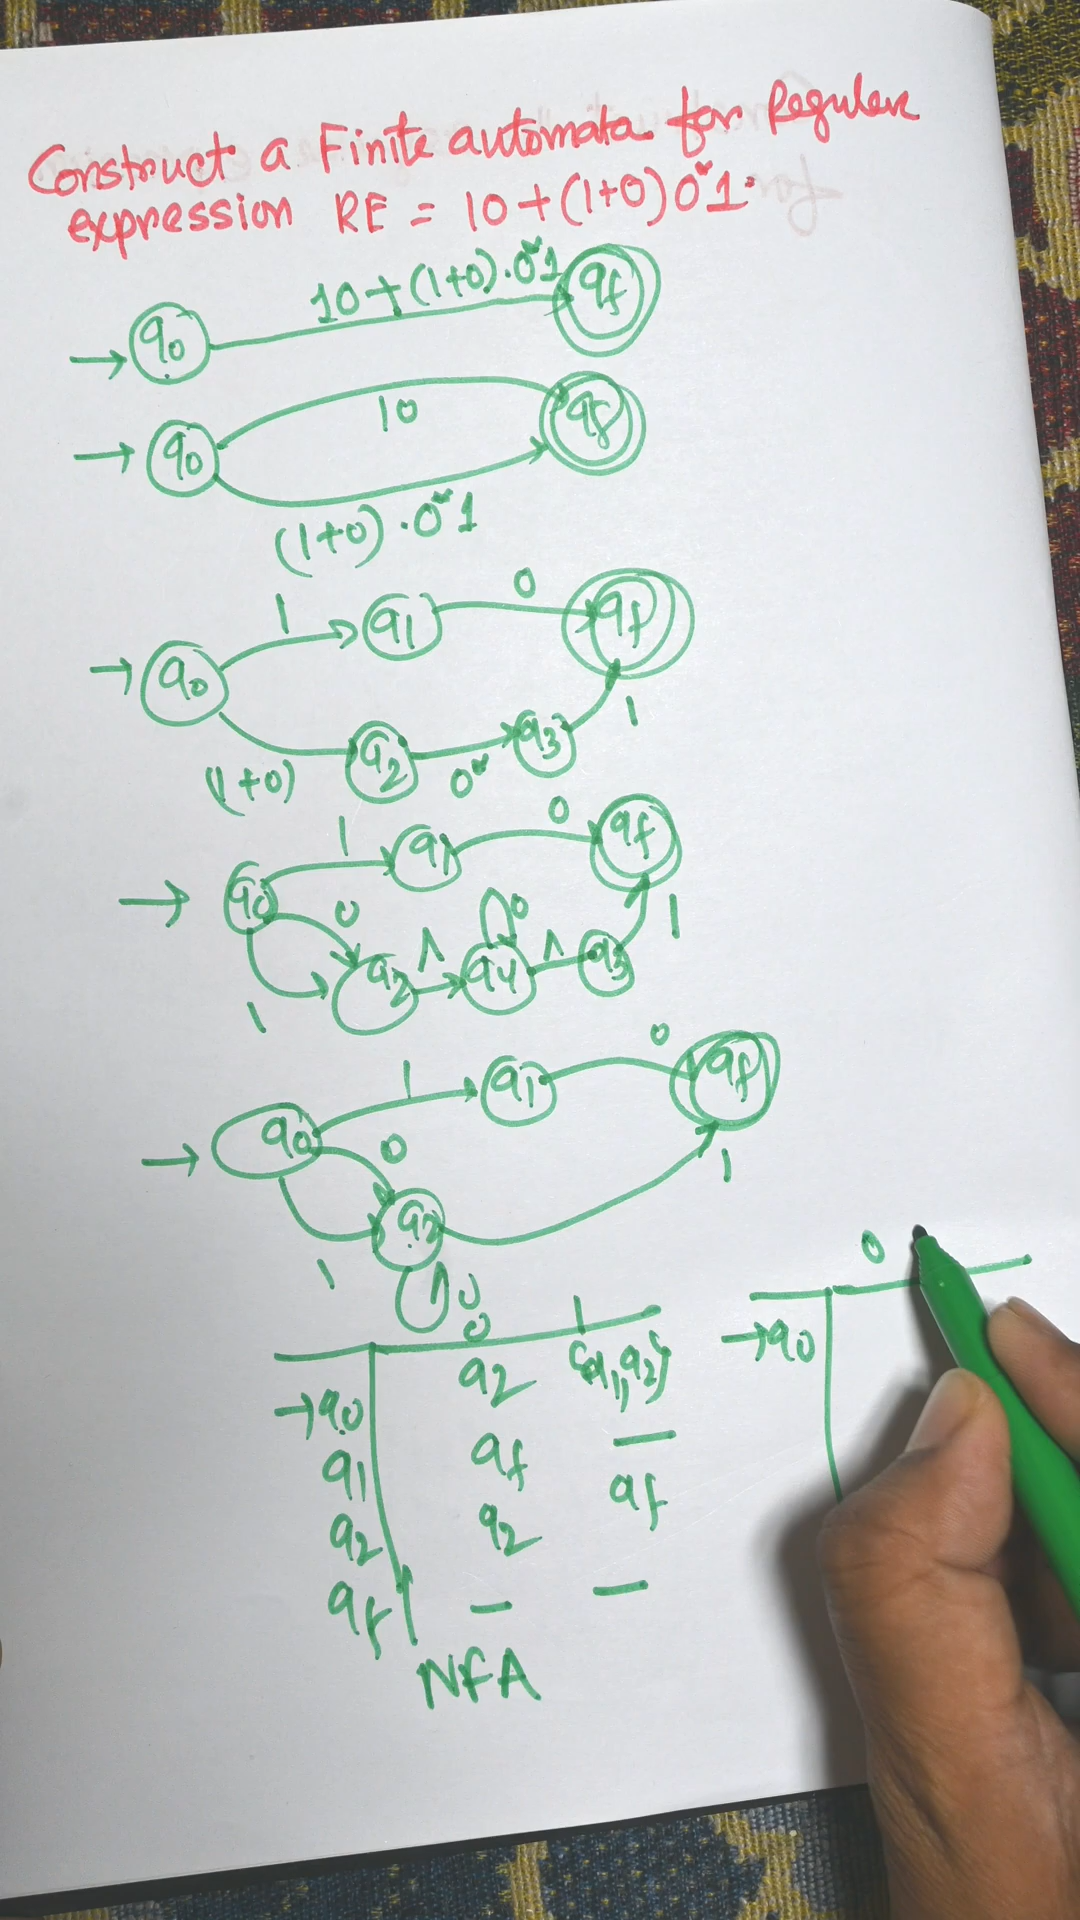 Construct a Finite automata for Regular
expression RE = 10+(1+0)0*1.
10+(1+0).0*1
→ q0 qf
10
→ q0 qf
(1+0).0*1
1 q1 0 qf
→ q0
(1+0) q2 0* q3 1
1 q1 0 qf
→ q0 0
1 q2 ∧ q4 0 ∧ q3 1
1 q1 0 qf
→ q0 0
1 q2 0 1
0 1
→q0 q2 {q1,q2}
q1 qf —
q2 q2 qf
qf — —
NFA
0
→q0